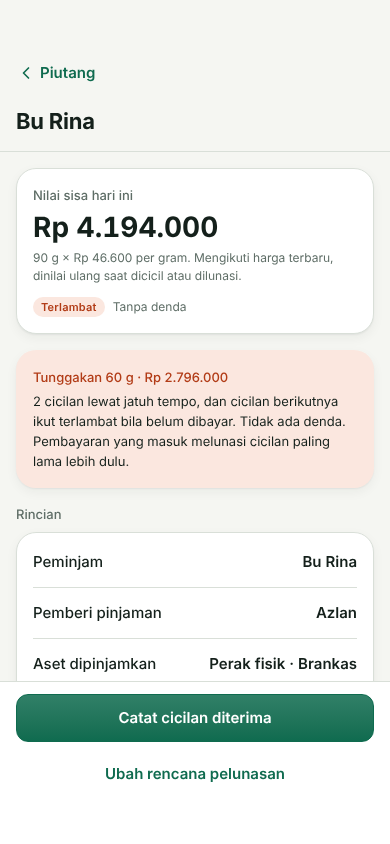 Piutang
Bu Rina
Nilai sisa hari ini
Rp 4.194.000
90 g × Rp 46.600 per gram. Mengikuti harga terbaru,
dinilai ulang saat dicicil atau dilunasi.
Terlambat Tanpa denda
Tunggakan 60 g · Rp 2.796.000
2 cicilan lewat jatuh tempo, dan cicilan berikutnya
ikut terlambat bila belum dibayar. Tidak ada denda.
Pembayaran yang masuk melunasi cicilan paling
lama lebih dulu.
Rincian
Peminjam Bu Rina
Pemberi pinjaman Azlan
Aset dipinjamkan Perak fisik · Brankas
Catat cicilan diterima
Ubah rencana pelunasan